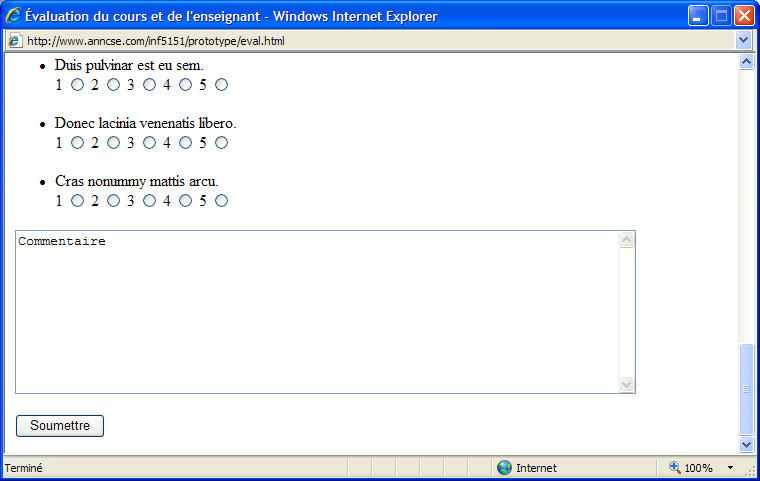 Évaluation du cours et de l'enseignant - Windows Internet Explorer
http://www.anncse.com/inf5151/prototype/eval.html
• Duis pulvinar est eu sem.
1 2 3 4 5
• Donec lacinia venenatis libero.
1 2 3 4 5
• Cras nonummy mattis arcu.
1 2 3 4 5
Commentaire
Soumettre
Terminé Internet 100%